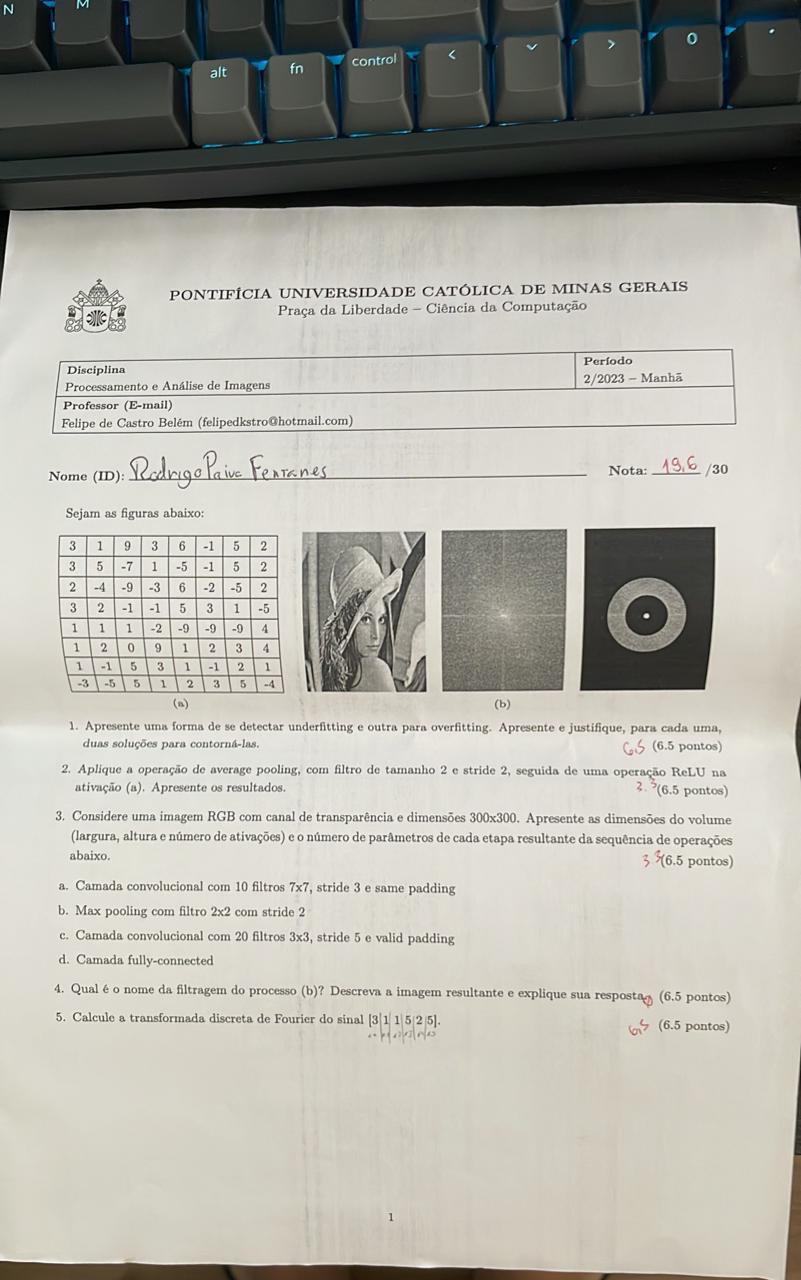 N M
alt fn control < > 0
PONTIFÍCIA UNIVERSIDADE CATÓLICA DE MINAS GERAIS
Praça da Liberdade – Ciência da Computação
Disciplina
Processamento e Análise de Imagens
Período
2/2023 – Manhã
Professor (E-mail)
Felipe de Castro Belém (felipedkstro@hotmail.com)
Nome (ID): Rodrigo Paiva Nota: 19,6 /30
Sejam as figuras abaixo:
3 1 9 3 6 -1 5 2
3 5 -7 1 -5 -1 5 2
2 -4 -9 -3 6 -2 -5 2
3 2 -1 -1 5 3 1 -5
1 1 1 -2 -9 -9 -9 4
1 2 0 9 1 2 3 4
1 -1 5 3 1 -1 2 1
-3 -5 5 1 2 3 5 -4
(a) (b)
1. Apresente uma forma de se detectar underfitting e outra para overfitting. Apresente e justifique, para cada uma,
duas soluções para contorná-las. 6,5 (6.5 pontos)
2. Aplique a operação de average pooling, com filtro de tamanho 2 e stride 2, seguida de uma operação ReLU na
ativação (a). Apresente os resultados. (6.5 pontos)
3. Considere uma imagem RGB com canal de transparência e dimensões 300x300. Apresente as dimensões do volume
(largura, altura e número de ativações) e o número de parâmetros de cada etapa resultante da sequência de operações
abaixo. 3,3 (6.5 pontos)
a. Camada convolucional com 10 filtros 7x7, stride 3 e same padding
b. Max pooling com filtro 2x2 com stride 2
c. Camada convolucional com 20 filtros 3x3, stride 5 e valid padding
d. Camada fully-connected
4. Qual é o nome da filtragem do processo (b)? Descreva a imagem resultante e explique sua resposta. (6.5 pontos)
5. Calcule a transformada discreta de Fourier do sinal [3|1|1|5|2|5]. 6,5 (6.5 pontos)
1